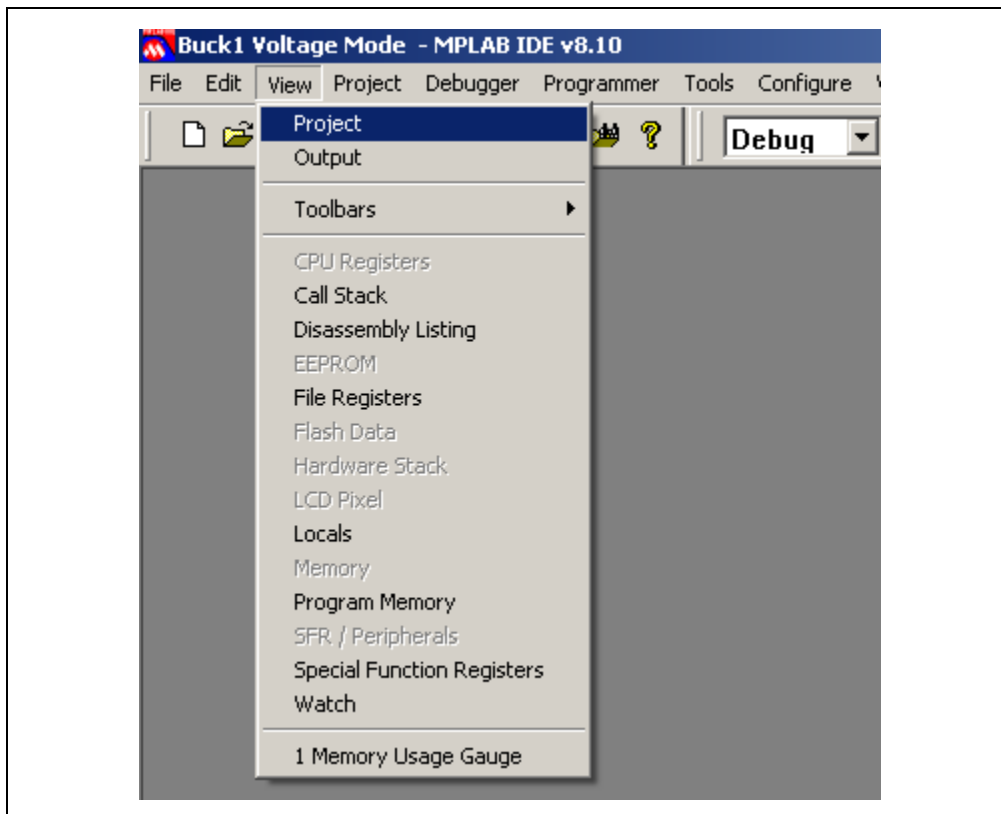 Buck1 Voltage Mode - MPLAB IDE v8.10
File Edit View Project Debugger Programmer Tools Configure
Debug
Project
Output
Toolbars
CPU Registers
Call Stack
Disassembly Listing
EEPROM
File Registers
Flash Data
Hardware Stack
LCD Pixel
Locals
Memory
Program Memory
SFR / Peripherals
Special Function Registers
Watch
1 Memory Usage Gauge